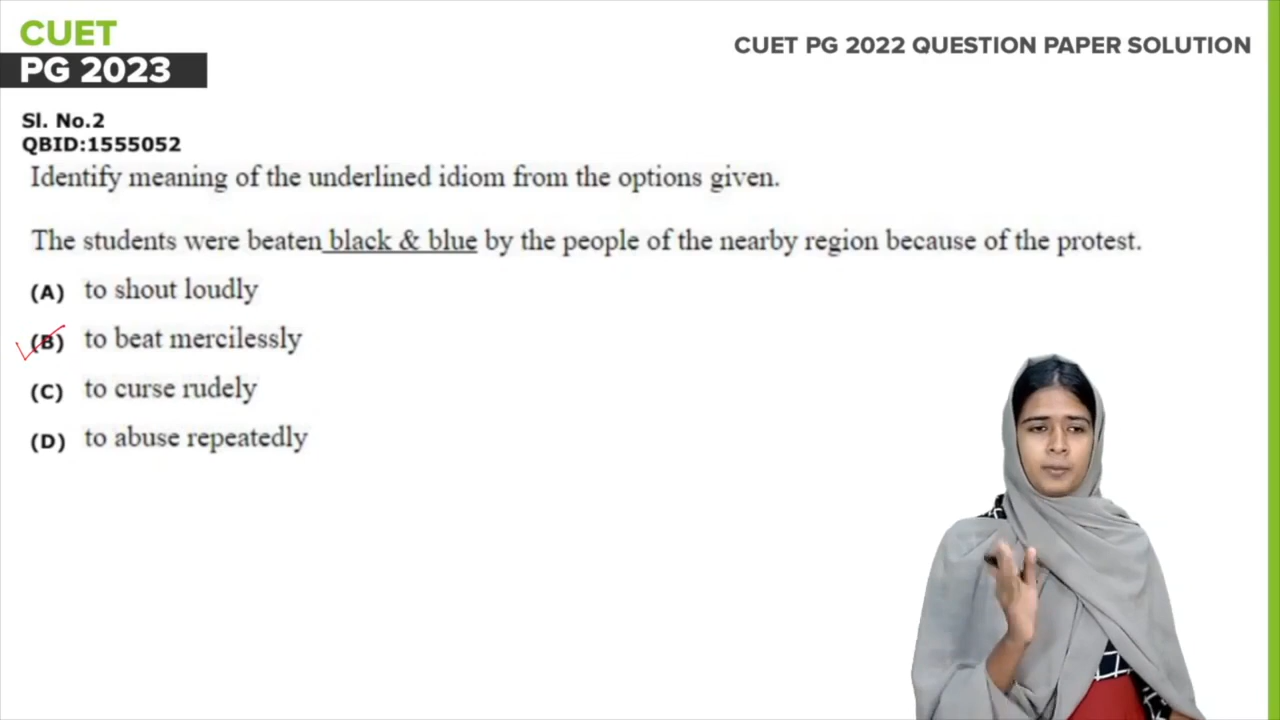 CUET
PG 2023
CUET PG 2022 QUESTION PAPER SOLUTION
Sl. No.2
QBID:1555052
Identify meaning of the underlined idiom from the options given.
The students were beaten black & blue by the people of the nearby region because of the protest.
(A) to shout loudly
(B) to beat mercilessly
(C) to curse rudely
(D) to abuse repeatedly